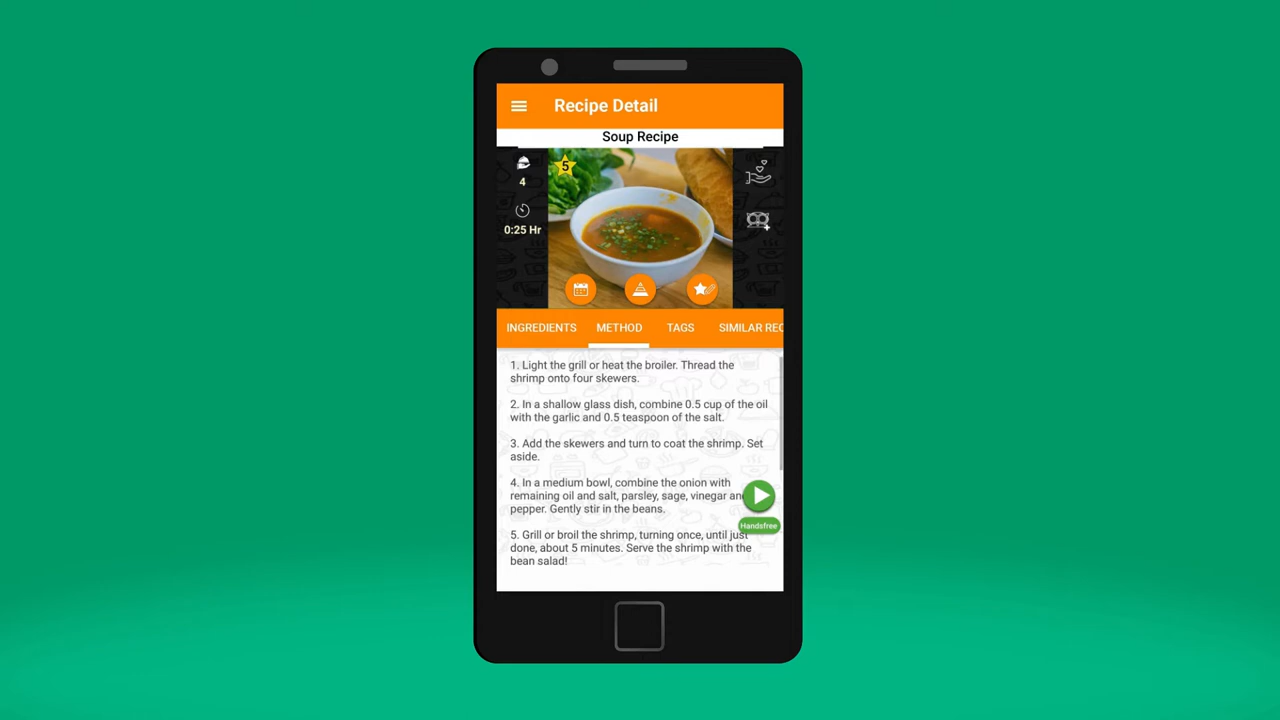 Recipe Detail
Soup Recipe
5
4
0:25 Hr
INGREDIENTS METHOD TAGS SIMILAR REC
1. Light the grill or heat the broiler. Thread the
shrimp onto four skewers.
2. In a shallow glass dish, combine 0.5 cup of the oil
with the garlic and 0.5 teaspoon of the salt.
3. Add the skewers and turn to coat the shrimp. Set
aside.
4. In a medium bowl, combine the onion with
remaining oil and salt, parsley, sage, vinegar and
pepper. Gently stir in the beans.
Handsfree
5. Grill or broil the shrimp, turning once, until just
done, about 5 minutes. Serve the shrimp with the
bean salad!